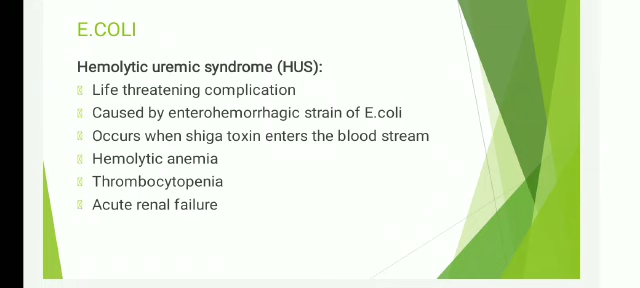 E.COLI
Hemolytic uremic syndrome (HUS):
Life threatening complication
Caused by enterohemorrhagic strain of E.coli
Occurs when shiga toxin enters the blood stream
Hemolytic anemia
Thrombocytopenia
Acute renal failure